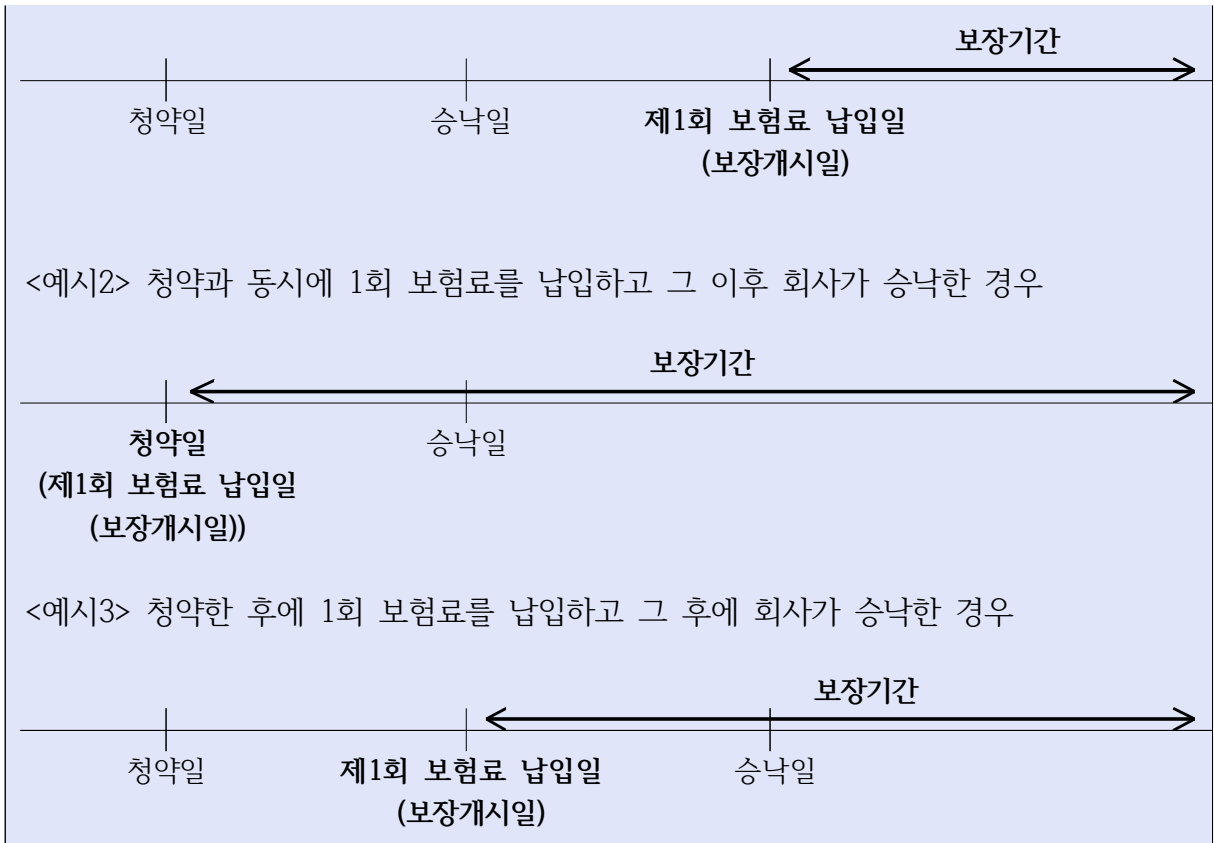 보장기간
청약일 승낙일 제1회 보험료 납입일
(보장개시일)
<예시2> 청약과 동시에 1회 보험료를 납입하고 그 이후 회사가 승낙한 경우
보장기간
청약일 승낙일
(제1회 보험료 납입일
(보장개시일))
<예시3> 청약한 후에 1회 보험료를 납입하고 그 후에 회사가 승낙한 경우
보장기간
청약일 제1회 보험료 납입일 승낙일
(보장개시일)